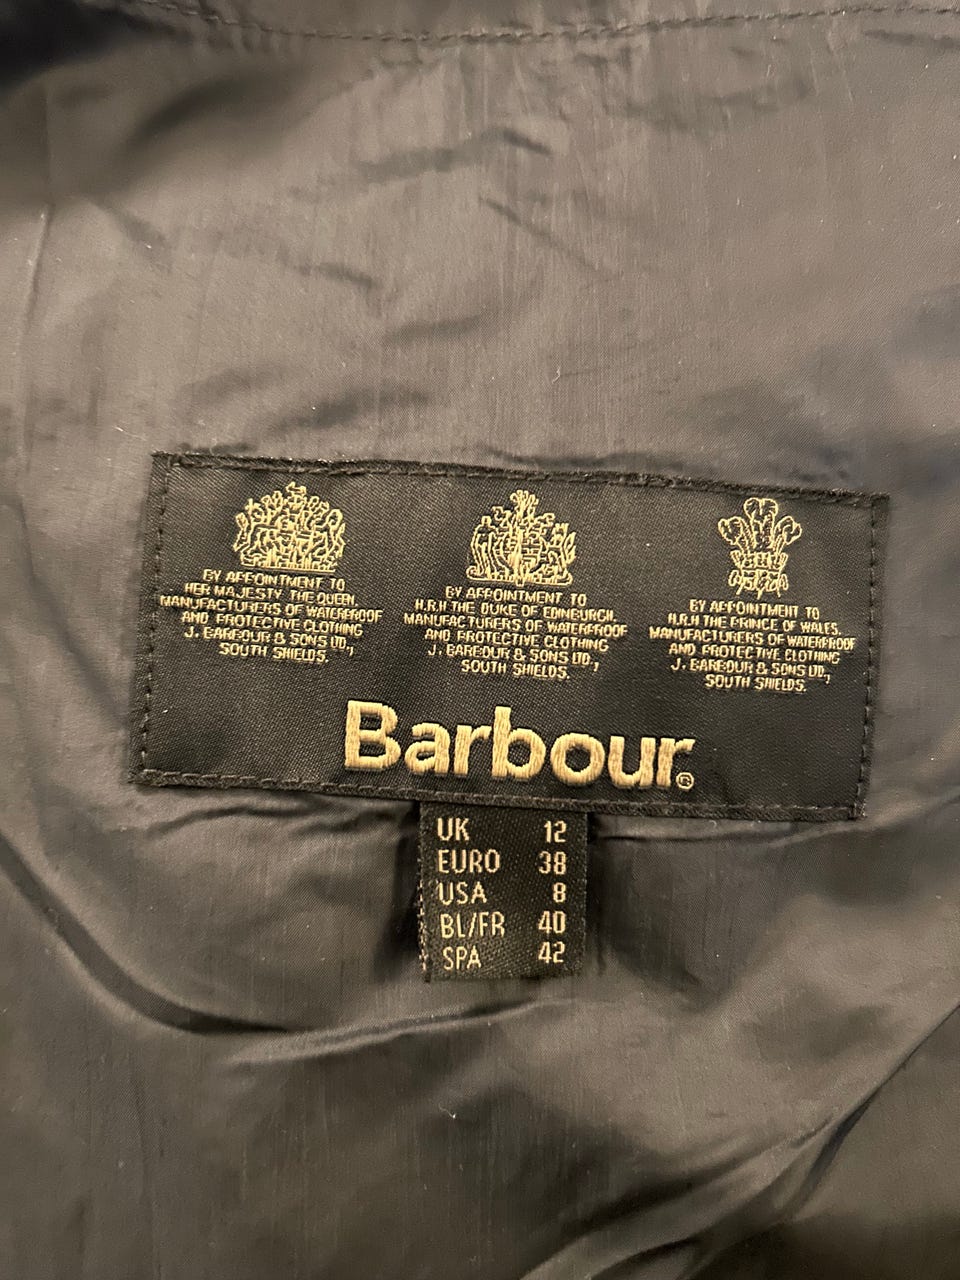 BY APPOINTMENT TO
HER MAJESTY THE QUEEN
MANUFACTURERS OF WATERPROOF
AND PROTECTIVE CLOTHING
J. BARBOUR & SONS LTD.,
SOUTH SHIELDS.
BY APPOINTMENT TO
H.R.H THE DUKE OF EDINBURGH.
MANUFACTURERS OF WATERPROOF
AND PROTECTIVE CLOTHING
J. BARBOUR & SONS LTD.,
SOUTH SHIELDS.
BY APPOINTMENT TO
H.R.H THE PRINCE OF WALES.
MANUFACTURERS OF WATERPROOF
AND PROTECTIVE CLOTHING
J. BARBOUR & SONS LTD.,
SOUTH SHIELDS.
Barbour®
UK 12
EURO 38
USA 8
BL/FR 40
SPA 42